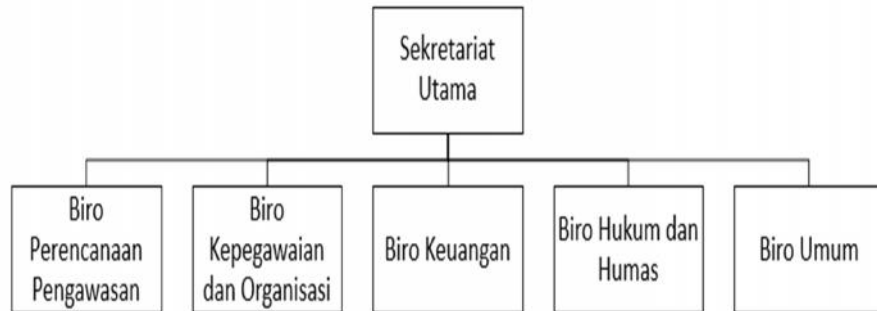 Sekretariat
Utama
Biro
Perencanaan
Pengawasan
Biro
Kepegawaian
dan Organisasi
Biro Keuangan
Biro Hukum dan
Humas
Biro Umum